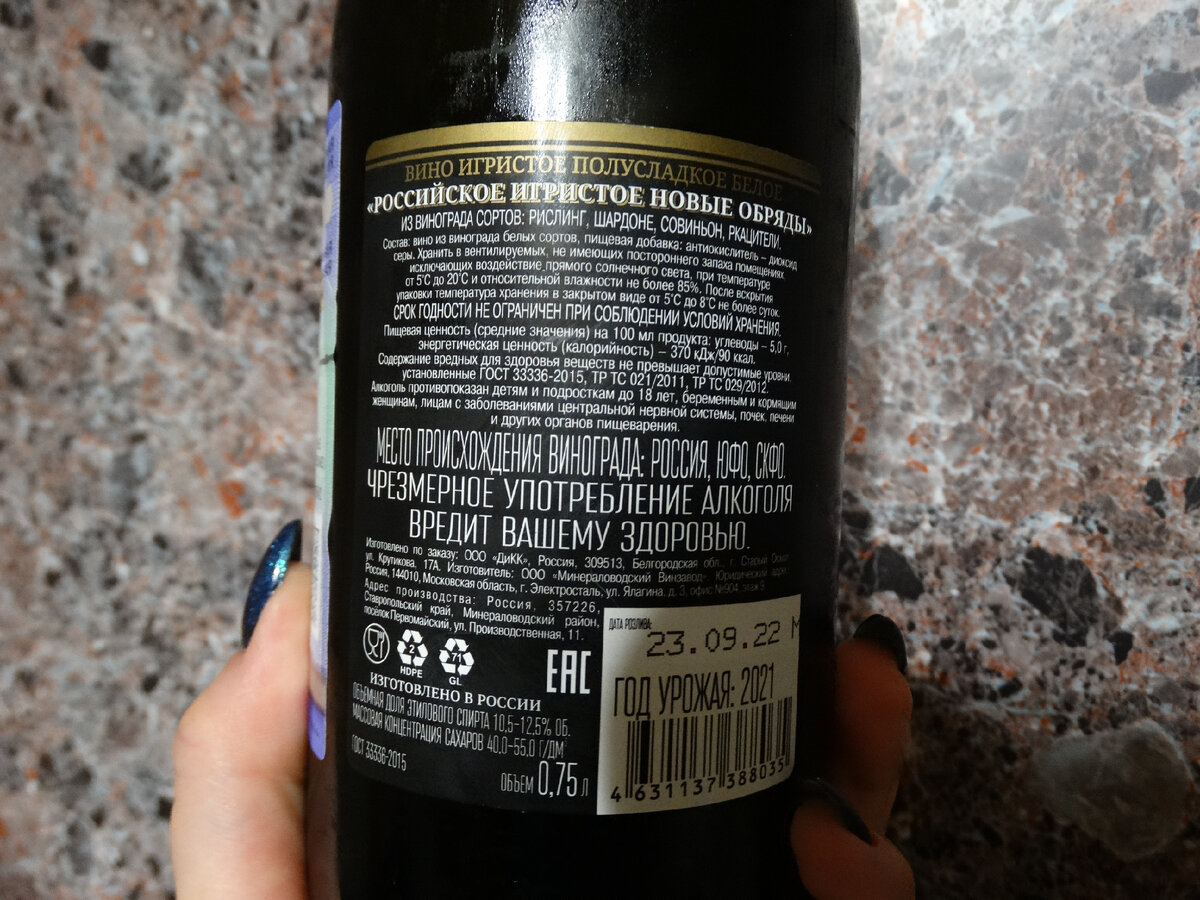 ВИНО ИГРИСТОЕ ПОЛУСЛАДКОЕ БЕЛОЕ
«РОССИЙСКОЕ ИГРИСТОЕ НОВЫЕ ОБРЯДЫ»
ИЗ ВИНОГРАДА СОРТОВ: РИСЛИНГ, ШАРДОНЕ, СОВИНЬОН, РКАЦИТЕЛИ.
Состав: вино из винограда белых сортов, пищевая добавка: антиокислитель – диоксид
серы. Хранить в вентилируемых, не имеющих постороннего запаха помещениях,
исключающих воздействие прямого солнечного света, при температуре
от 5°С до 20°С и относительной влажности не более 85%. После вскрытия
упаковки температура хранения в закрытом виде от 5°С до 8°С не более суток.
СРОК ГОДНОСТИ НЕ ОГРАНИЧЕН ПРИ СОБЛЮДЕНИИ УСЛОВИЙ ХРАНЕНИЯ.
Пищевая ценность (средние значения) на 100 мл продукта: углеводы – 5,0 г,
энергетическая ценность (калорийность) – 370 кДж/90 ккал.
Содержание вредных для здоровья веществ не превышает допустимые уровни,
установленные ГОСТ 33336-2015, ТР ТС 021/2011, ТР ТС 029/2012.
Алкоголь противопоказан детям и подросткам до 18 лет, беременным и кормящим
женщинам, лицам с заболеваниями центральной нервной системы, почек, печени
и других органов пищеварения.
МЕСТО ПРОИСХОЖДЕНИЯ ВИНОГРАДА: РОССИЯ, ЮФО, СКФО.
ЧРЕЗМЕРНОЕ УПОТРЕБЛЕНИЕ АЛКОГОЛЯ
ВРЕДИТ ВАШЕМУ ЗДОРОВЬЮ.
Изготовлено по заказу: ООО «ДиКК», Россия, 309513, Белгородская обл., г. Старый Оскол
ул. Крутикова, 17А. Изготовитель: ООО «Минераловодский Винзавод». Юридический адрес:
Россия, 144010, Московская область, г. Электросталь, ул. Ялагина, д. 3, офис №904, этаж 9
Адрес производства: Россия, 357226,
Ставропольский край, Минераловодский район,
посёлок Первомайский, ул. Производственная, 11.
2
HDPE
71
GL
EAC
ИЗГОТОВЛЕНО В РОССИИ
ОБЪЕМНАЯ ДОЛЯ ЭТИЛОВОГО СПИРТА 10,5-12,5% ОБ.
МАССОВАЯ КОНЦЕНТРАЦИЯ САХАРОВ 40,0-55,0 Г/ДМ³
ГОСТ 33336-2015
ОБЪЕМ 0,75 Л
ДАТА РОЗЛИВА:
23.09.22 М
ГОД УРОЖАЯ: 2021
4 631137 388035